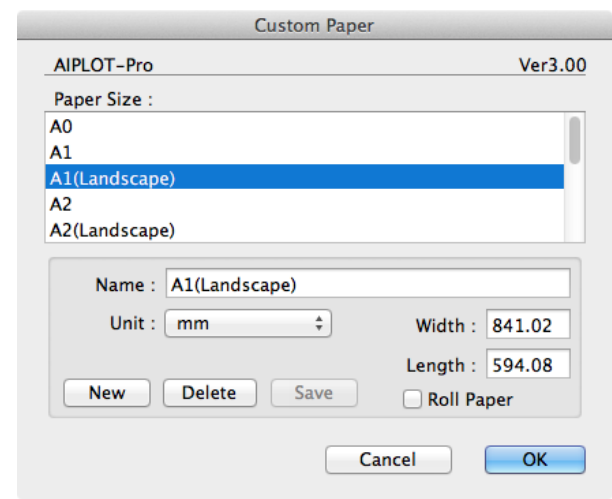 Custom Paper
AIPLOT-Pro Ver3.00
Paper Size :
A0
A1
A1(Landscape)
A2
A2(Landscape)
Name : A1(Landscape)
Unit : mm Width : 841.02
Length : 594.08
New Delete Save Roll Paper
Cancel OK